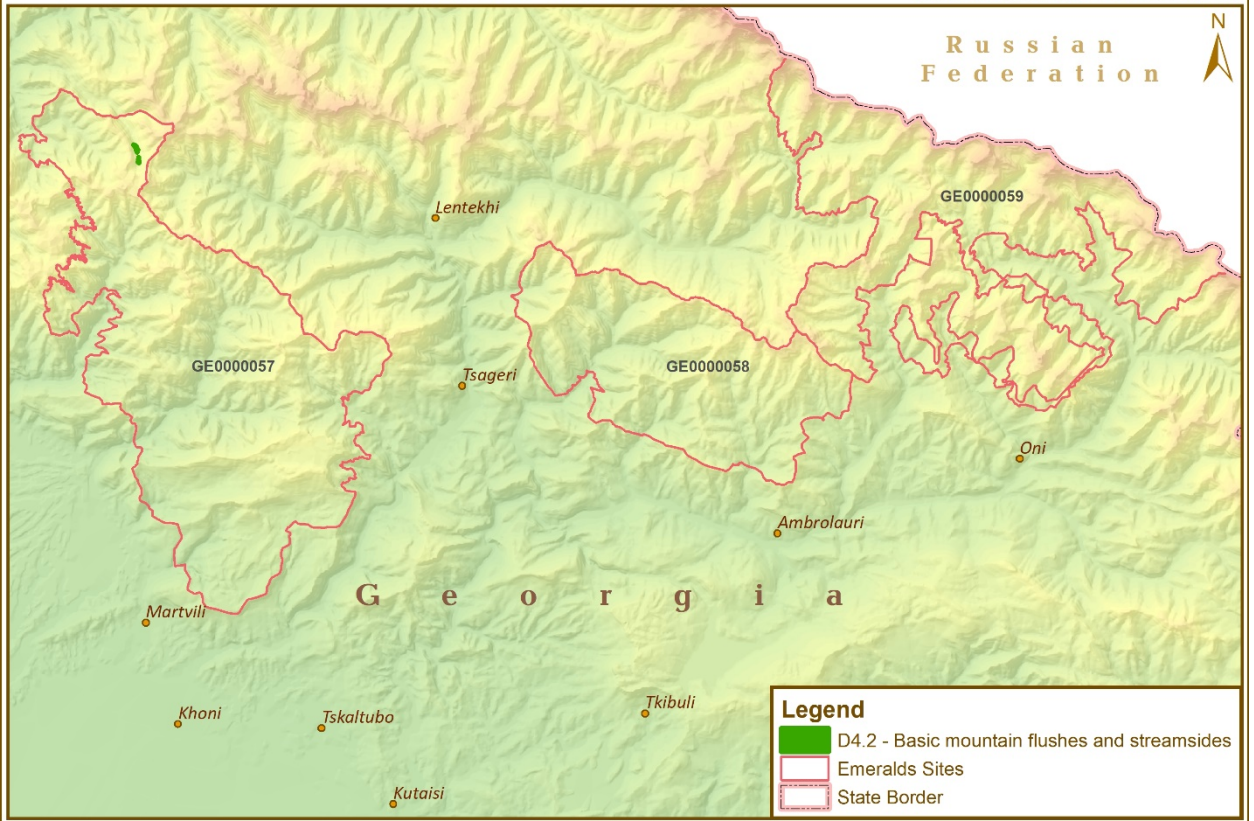 N
Russian
Federation
GE0000059
Lentekhi
GE0000057
GE0000058
Tsageri
Oni
Ambrolauri
Georgia
Martvili
Khoni
Tskaltubo
Tkibuli
Kutaisi
Legend
D4.2 - Basic mountain flushes and streamsides
Emeralds Sites
State Border